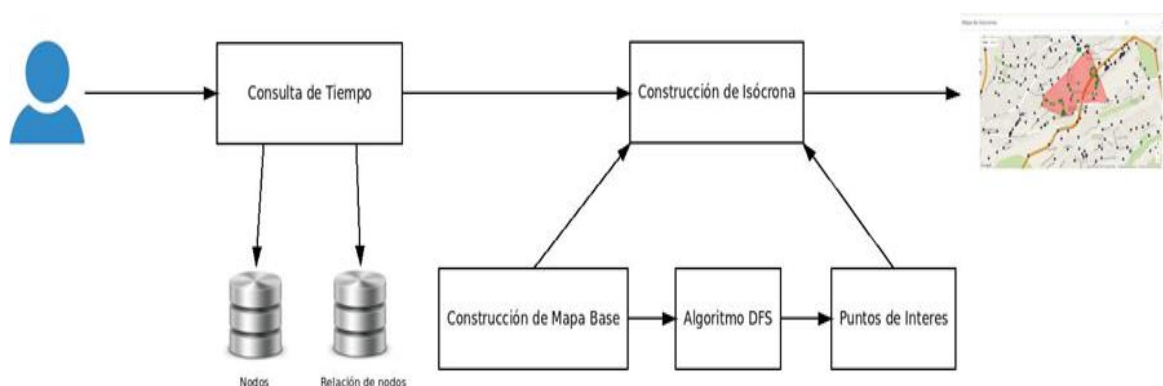 Mapa de Isócronas
Consulta de Tiempo
Construcción de Isócrona
Construcción de Mapa Base
Algoritmo DFS
Puntos de Interes
Nodos
Relación de nodos